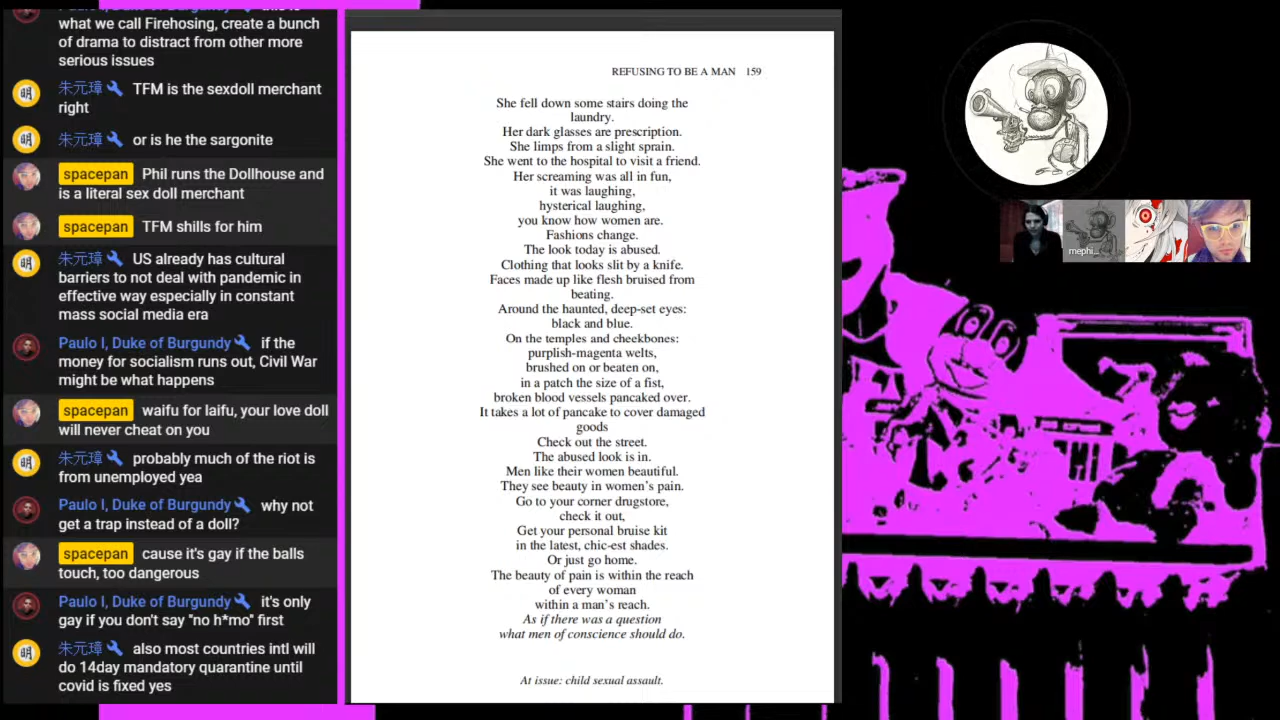 what we call Firehosing, create a bunch
of drama to distract from other more
serious issues
朱元璋 TFM is the sexdoll merchant
right
朱元璋 or is he the sargonite
spacepan Phil runs the Dollhouse and
is a literal sex doll merchant
spacepan TFM shills for him
朱元璋 US already has cultural
barriers to not deal with pandemic in
effective way especially in constant
mass social media era
Paulo I, Duke of Burgundy if the
money for socialism runs out, Civil War
might be what happens
spacepan waifu for laifu, your love doll
will never cheat on you
朱元璋 probably much of the riot is
from unemployed yea
Paulo I, Duke of Burgundy why not
get a trap instead of a doll?
spacepan cause it's gay if the balls
touch, too dangerous
Paulo I, Duke of Burgundy it's only
gay if you don't say "no h*mo" first
朱元璋 also most countries intl will
do 14day mandatory quarantine until
covid is fixed yes
REFUSING TO BE A MAN 159
She fell down some stairs doing the
laundry.
Her dark glasses are prescription.
She limps from a slight sprain.
She went to the hospital to visit a friend.
Her screaming was all in fun,
it was laughing,
hysterical laughing,
you know how women are.
Fashions change.
The look today is abused.
Clothing that looks slit by a knife.
Faces made up like flesh bruised from
beating.
Around the haunted, deep-set eyes:
black and blue.
On the temples and cheekbones:
purplish-magenta welts,
brushed on or beaten on,
in a patch the size of a fist,
broken blood vessels pancaked over.
It takes a lot of pancake to cover damaged
goods
Check out the street.
The abused look is in.
Men like their women beautiful.
They see beauty in women's pain.
Go to your corner drugstore,
check it out,
Get your personal bruise kit
in the latest, chic-est shades.
Or just go home.
The beauty of pain is within the reach
of every woman
within a man's reach.
As if there was a question
what men of conscience should do.
At issue: child sexual assault.
mephi...